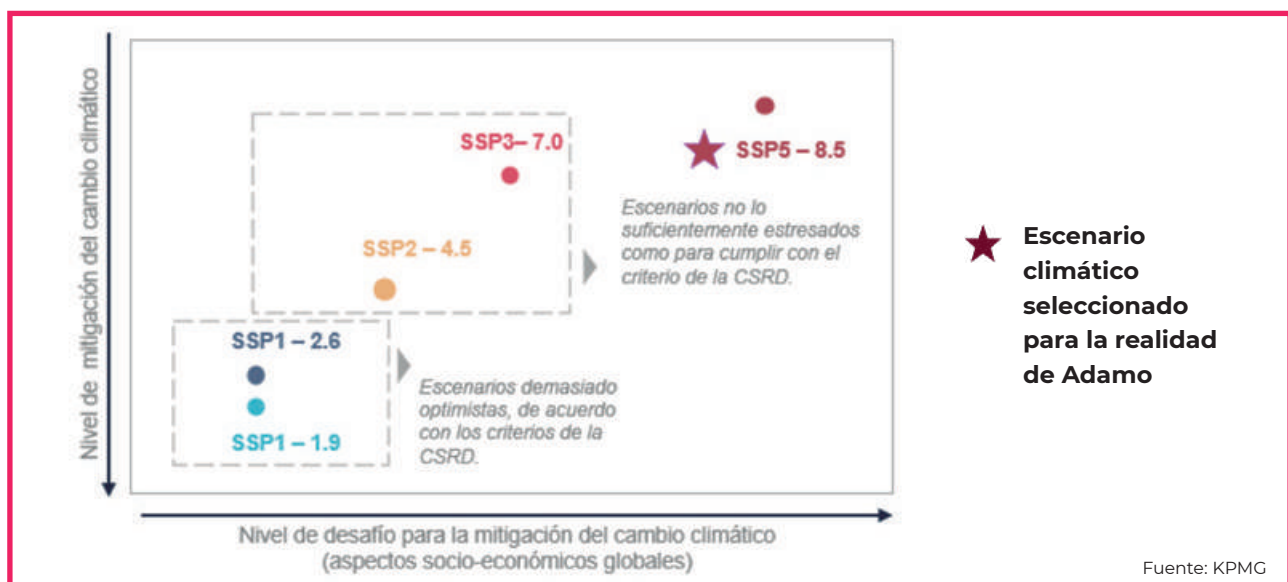 Nivel de mitigación del cambio climático
SSP3– 7.0
SSP5 – 8.5
Escenarios no lo
suficientemente estresados
como para cumplir con el
criterio de la CSRD.
SSP2 – 4.5
SSP1 – 2.6
SSP1 – 1.9
Escenarios demasiado
optimistas, de acuerdo
con los criterios de la
CSRD.
Nivel de desafío para la mitigación del cambio climático
(aspectos socio-económicos globales)
Escenario
climático
seleccionado
para la realidad
de Adamo
Fuente: KPMG